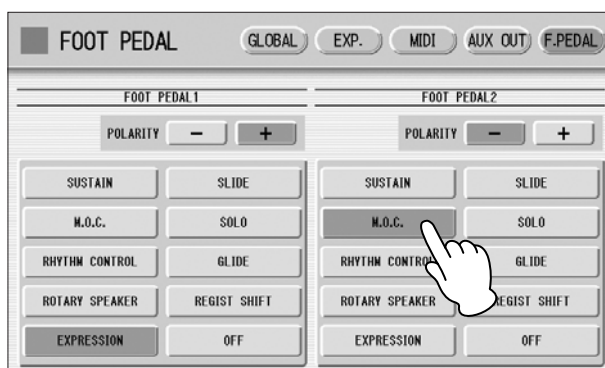 FOOT PEDAL GLOBAL EXP. MIDI AUX OUT F.PEDAL
FOOT PEDAL1
POLARITY − +
SUSTAIN SLIDE
M.O.C. SOLO
RHYTHM CONTROL GLIDE
ROTARY SPEAKER REGIST SHIFT
EXPRESSION OFF
FOOT PEDAL2
POLARITY − +
SUSTAIN SLIDE
M.O.C. SOLO
RHYTHM CONTRO GLIDE
ROTARY SPEAKER EGIST SHIFT
EXPRESSION OFF